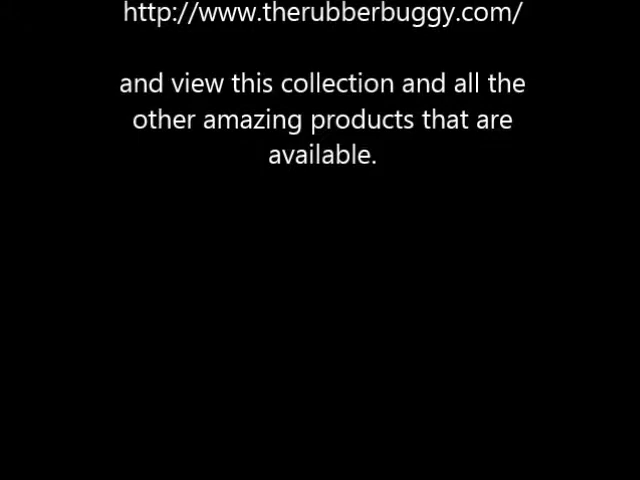 http://www.therubberbuggy.com/
and view this collection and all the
other amazing products that are
available.